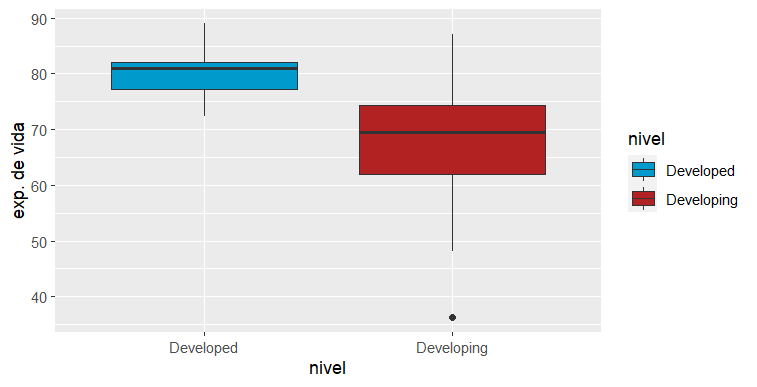 90
80
70
60
50
40
exp. de vida
Developed
Developing
nivel
nivel
Developed
Developing